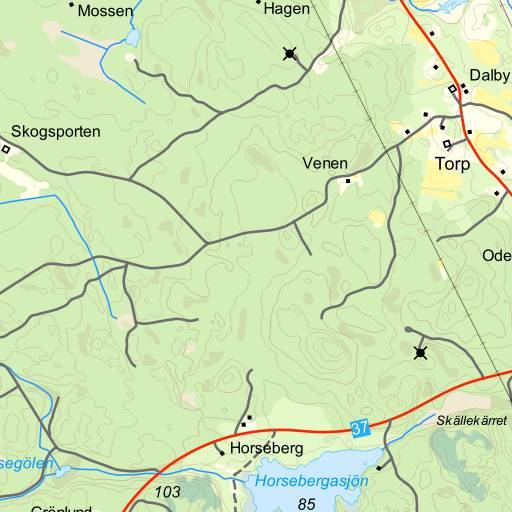 Mossen
Hagen
Dalby
Skogsporten
Venen
Torp
Ode
37
Skällekärret
Horseberg
segölen
Horsebergasjön
103
85
Grönlund